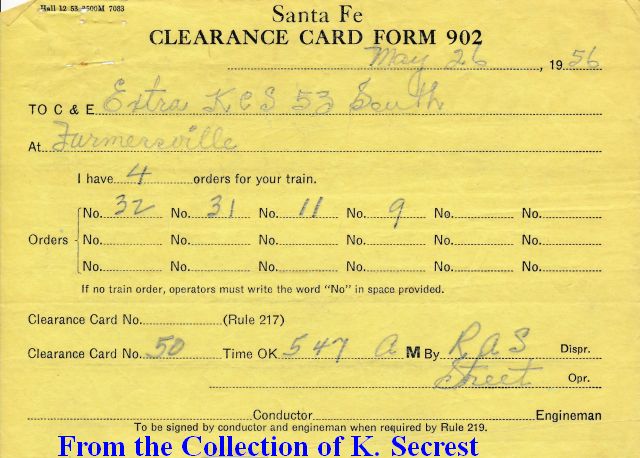 Hall 12 53 2500M 7083
Santa Fe
CLEARANCE CARD FORM 902
May 26, 1956
TO C & E Extra KCS 53 South
At Farmersville
I have 4 orders for your train.
No. 32 No. 31 No. 11 No. 9 No. No.
Orders
No. No. No. No. No. No.
No. No. No. No. No. No.
If no train order, operators must write the word "No" in space provided.
Clearance Card No. (Rule 217)
Clearance Card No. 50 Time OK 547 A M By RAS Dispr.
Street Opr.
Conductor Engineman
To be signed by conductor and engineman when required by Rule 219.
From the Collection of K. Secrest